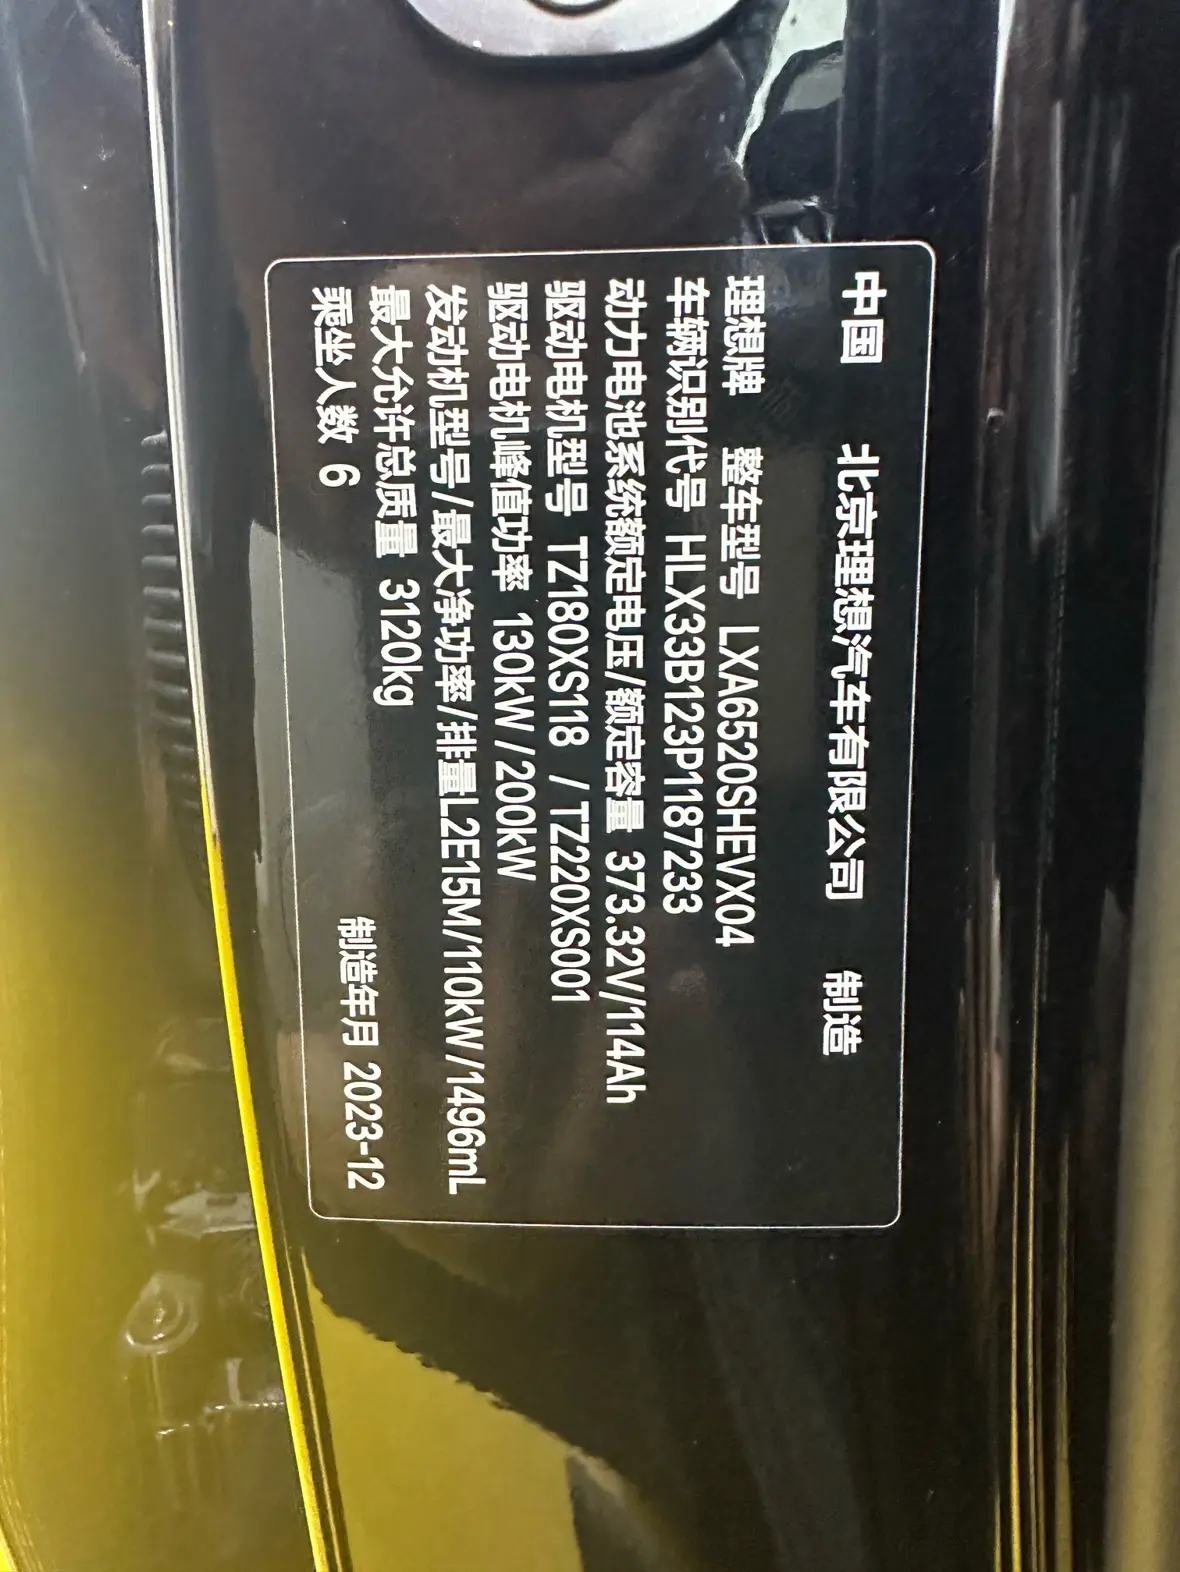 中国 北京理想汽车有限公司 制造
理想牌 整车型号 LXA6520SHEVX04
车辆识别代号 HLX33B123P1187233
动力电池系统额定电压/额定容量 373.32V/114Ah
驱动电机型号 TZ180XS118 / TZ220XS001
驱动电机峰值功率 130kW/200kW
发动机型号/最大净功率/排量L2E15M/110kW/1496mL
最大允许总质量 3120kg
乘坐人数 6 制造年月 2023-12